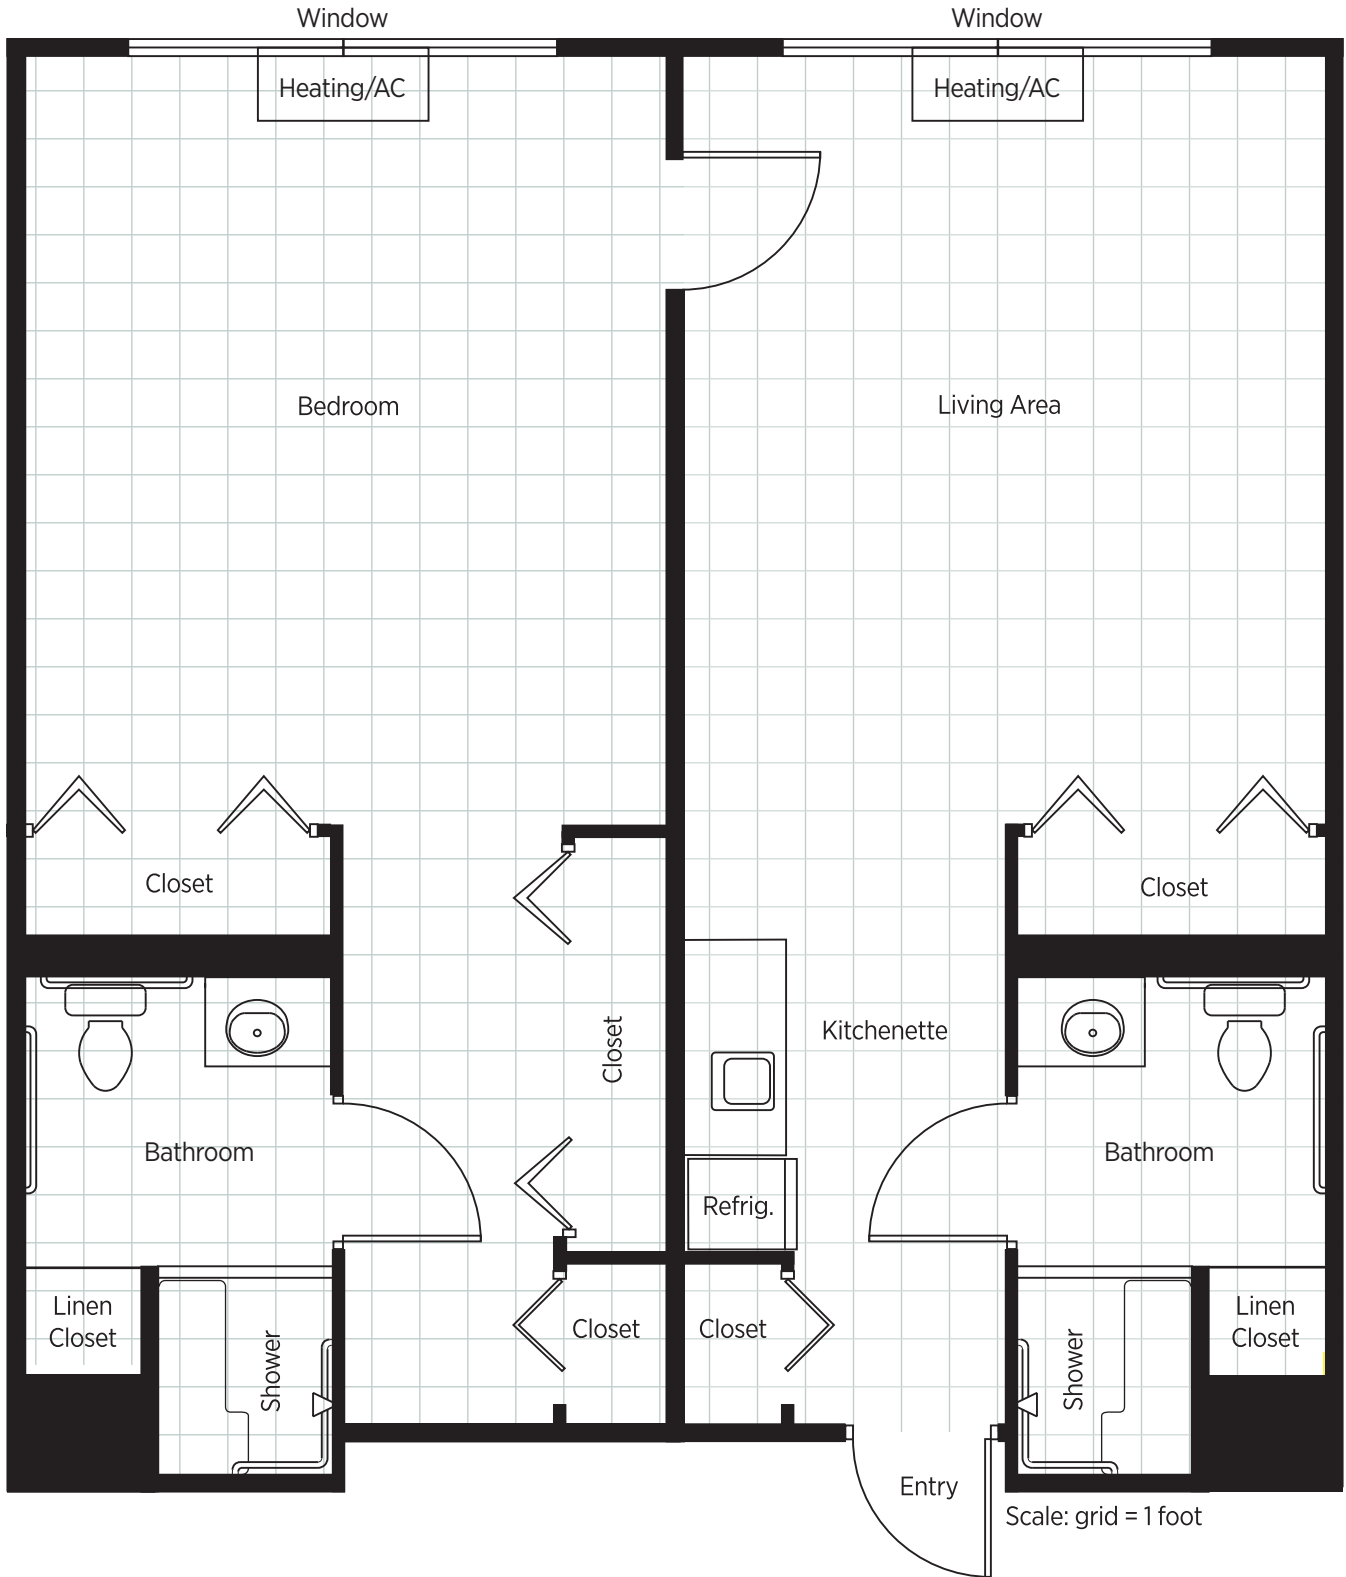 Window
Window
Heating/AC
Heating/AC
Bedroom
Living Area
Closet
Closet
Closet
Kitchenette
Bathroom
Bathroom
Refrig.
Linen
Closet
Shower
Closet
Closet
Shower
Linen
Closet
Entry
Scale: grid = 1 foot